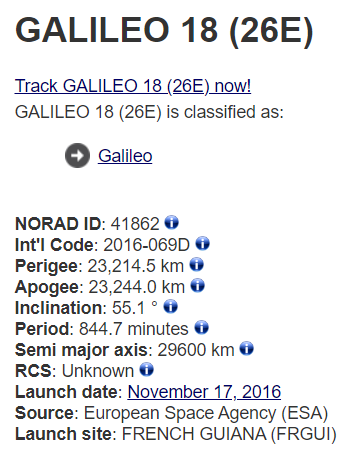 GALILEO 18 (26E)
Track GALILEO 18 (26E) now!
GALILEO 18 (26E) is classified as:
Galileo
NORAD ID: 41862
Int'l Code: 2016-069D
Perigee: 23,214.5 km
Apogee: 23,244.0 km
Inclination: 55.1 °
Period: 844.7 minutes
Semi major axis: 29600 km
RCS: Unknown
Launch date: November 17, 2016
Source: European Space Agency (ESA)
Launch site: FRENCH GUIANA (FRGUI)